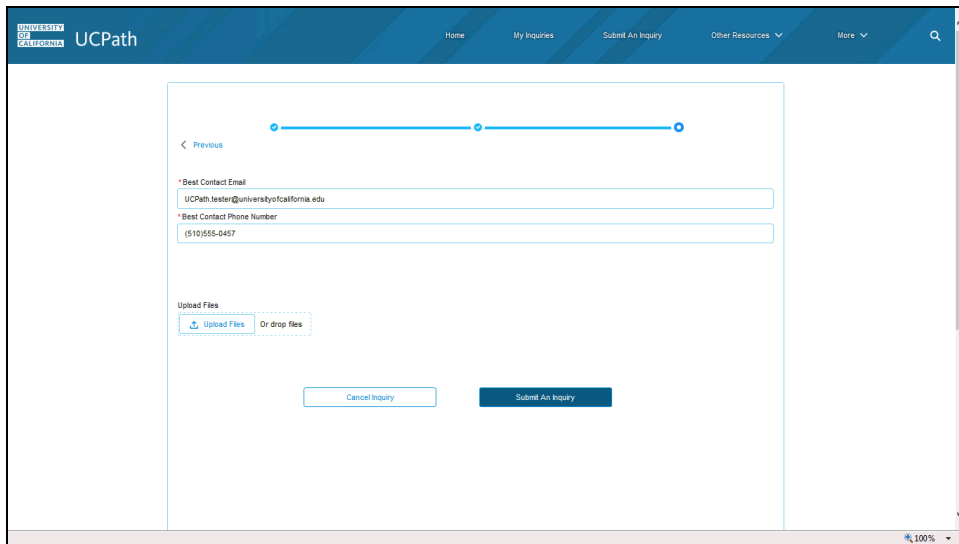 UNIVERSITY
OF
CALIFORNIA
UCPath
Home My Inquiries Submit An Inquiry Other Resources More
Previous
*Best Contact Email
UCPath.tester@universityofcalifornia.edu
*Best Contact Phone Number
(510)555-0457
Upload Files
Upload Files Or drop files
Cancel Inquiry Submit An Inquiry
100%